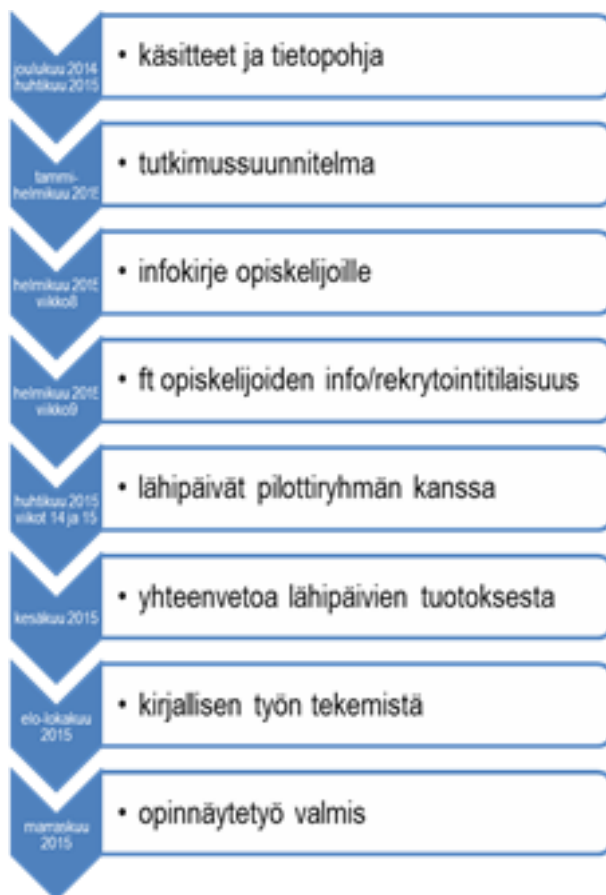 joulukuu 2014
huhtikuu 2015
• käsitteet ja tietopohja
tammi-
helmikuu 2015
• tutkimussuunnitelma
helmikuu 2015
viikko8
• infokirje opiskelijoille
helmikuu 2015
viikko9
• ft opiskelijoiden info/rekrytointitilaisuus
huhtikuu 2015
viikot 14 ja 15
• lähipäivät pilottiryhmän kanssa
kesäkuu 2015
• yhteenvetoa lähipäivien tuotoksesta
elo-lokakuu
2015
• kirjallisen työn tekemistä
marraskuu
2015
• opinnäytetyö valmis